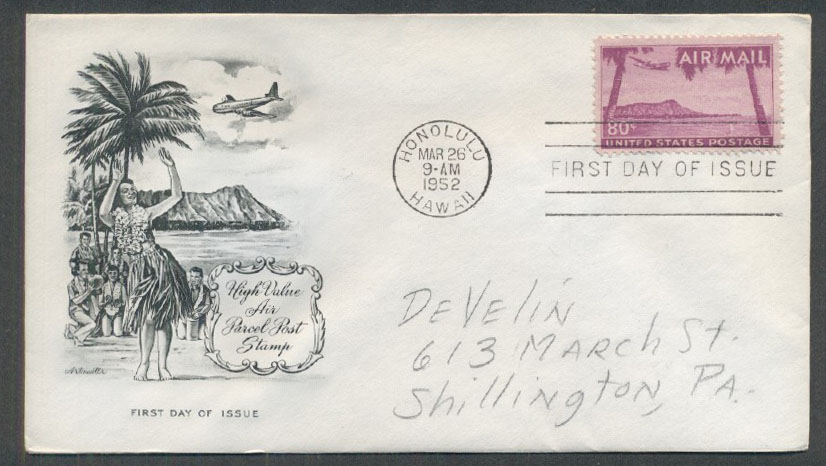 AIR MAIL
80¢
UNITED STATES POSTAGE
HONOLULU
MAR 26
9-AM
1952
HAWAII
FIRST DAY OF ISSUE
High Value
Air
Parcel Post
Stamp
Artmaster
FIRST DAY OF ISSUE
DeVelin
613 MARCH St.
Shillington, PA.